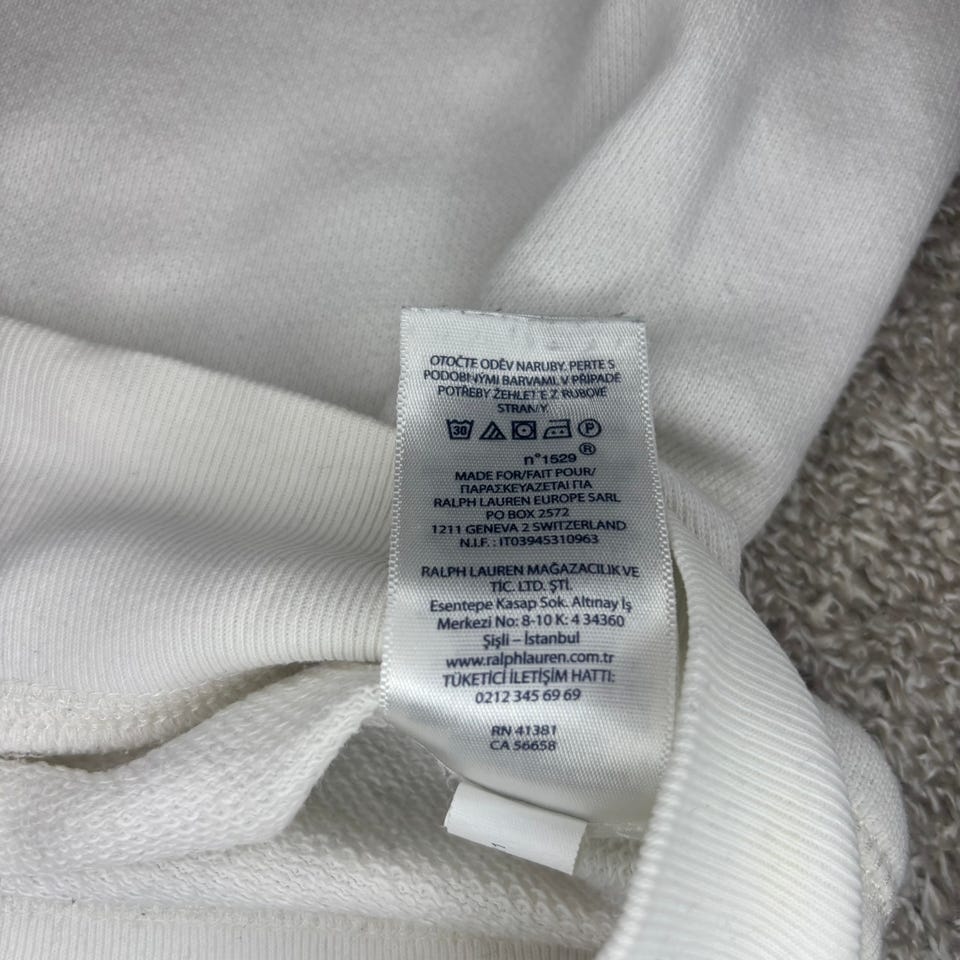 OTOČTE ODĚV NARUBY. PERTE S
PODOBNÝMI BARVAMI. V PŘÍPADĚ
POTŘEBY ŽEHLETE Z RUBOVÉ
STRANY.
30 P
n°1529 ®
MADE FOR/FAIT POUR/
ΠΑΡΑΣΚΕΥΑΖΕΤΑΙ ΓΙΑ
RALPH LAUREN EUROPE SARL
PO BOX 2572
1211 GENEVA 2 SWITZERLAND
N.I.F. : IT03945310963
RALPH LAUREN MAĞAZACILIK VE
TİC. LTD. ŞTİ.
Esentepe Kasap Sok. Altınay İş
Merkezi No: 8-10 K: 4 34360
Şişli – İstanbul
www.ralphlauren.com.tr
TÜKETİCİ İLETİŞİM HATTI:
0212 345 69 69
RN 41381
CA 56658
1